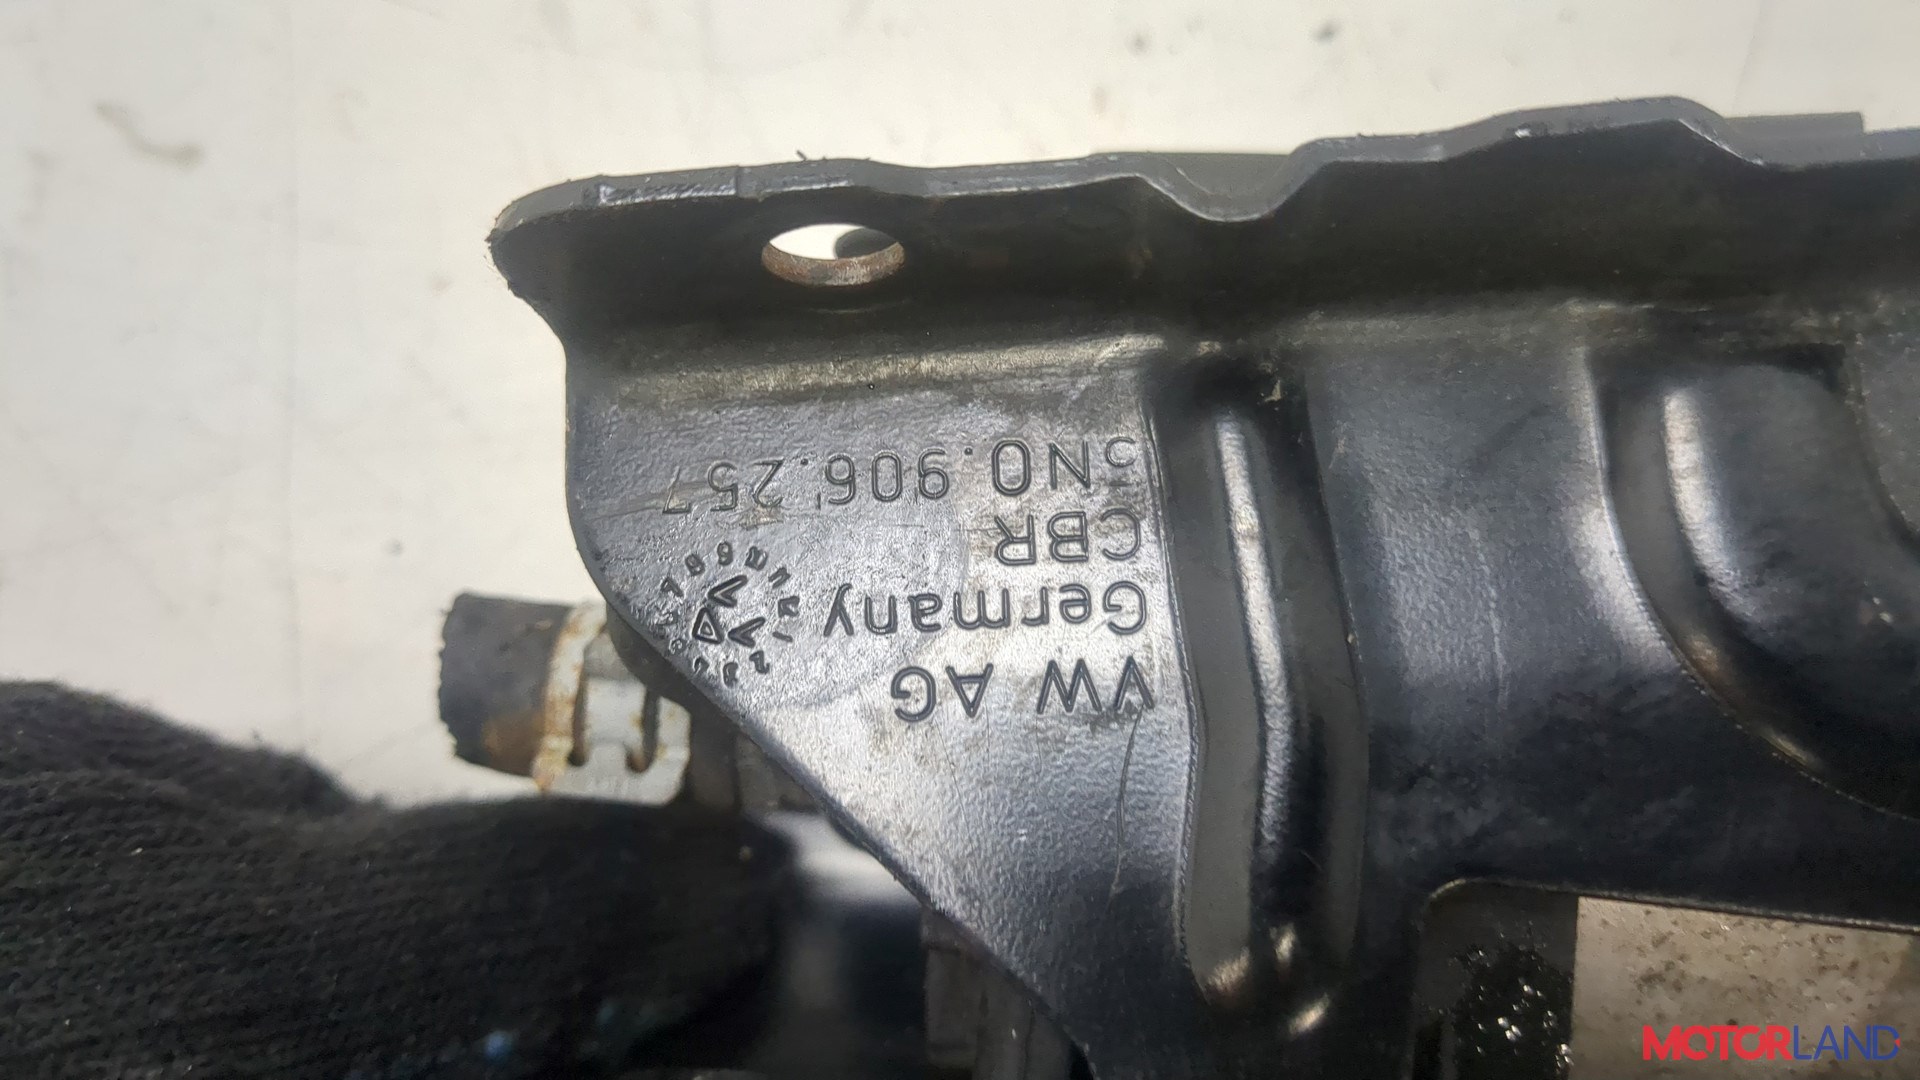 VW AG
Germany
CBR
5N0.906.257
MOTORLAND